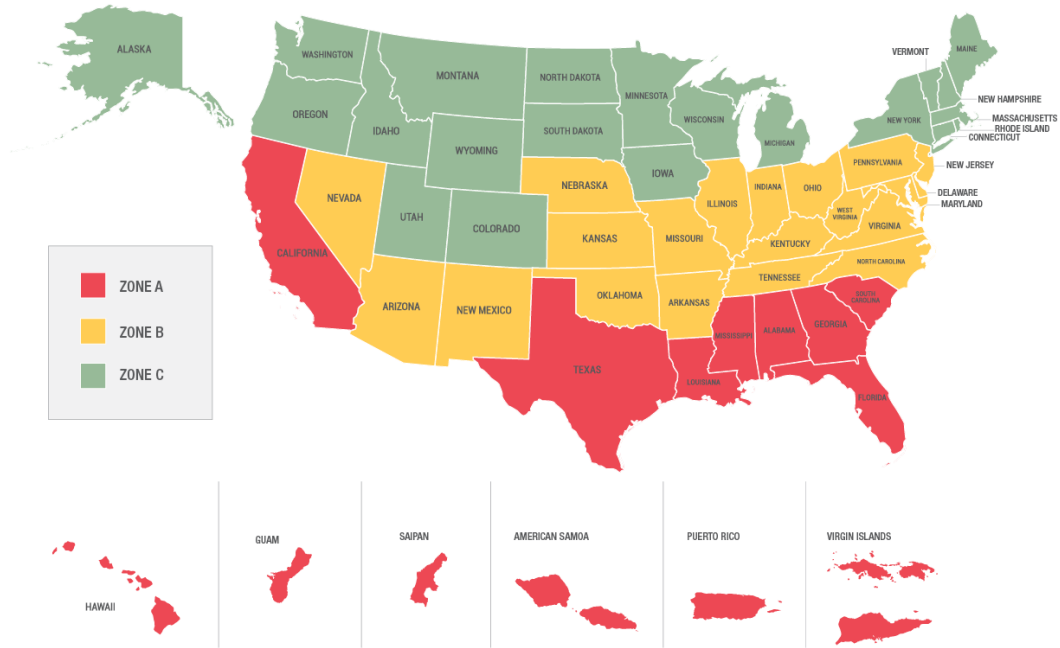 ALASKA
WASHINGTON
MONTANA
NORTH DAKOTA
MINNESOTA
VERMONT
MAINE
OREGON
IDAHO
WYOMING
SOUTH DAKOTA
WISCONSIN
MICHIGAN
NEW YORK
NEW HAMPSHIRE
MASSACHUSETTS
RHODE ISLAND
CONNECTICUT
NEVADA
UTAH
COLORADO
NEBRASKA
IOWA
ILLINOIS
INDIANA
OHIO
PENNSYLVANIA
NEW JERSEY
DELAWARE
MARYLAND
CALIFORNIA
KANSAS
MISSOURI
KENTUCKY
WEST
VIRGINIA
VIRGINIA
ARIZONA
NEW MEXICO
OKLAHOMA
ARKANSAS
TENNESSEE
NORTH CAROLINA
TEXAS
LOUISIANA
MISSISSIPPI
ALABAMA
GEORGIA
SOUTH
CAROLINA
FLORIDA
ZONE A
ZONE B
ZONE C
HAWAII
GUAM
SAIPAN
AMERICAN SAMOA
PUERTO RICO
VIRGIN ISLANDS